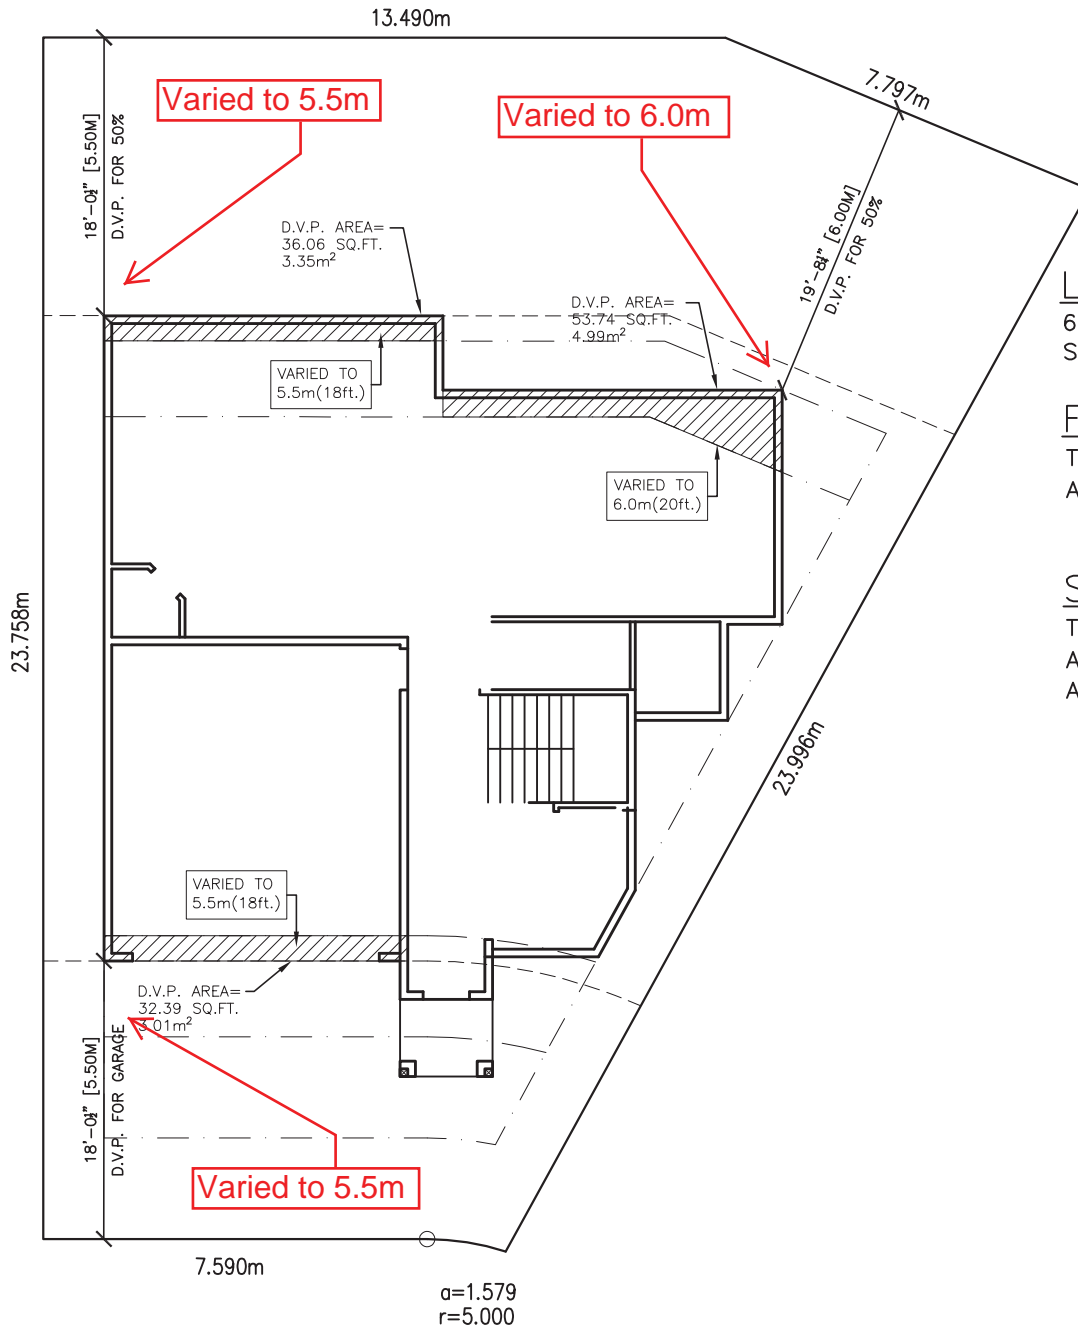 13.490m
7.797m
Varied to 5.5m
Varied to 6.0m
18'-0½" [5.50M]
D.V.P. FOR 50%
19'-8¼" [6.00M]
D.V.P. FOR 50%
D.V.P. AREA=
36.06 SQ.FT.
3.35m²
D.V.P. AREA=
53.74 SQ.FT.
4.99m²
L
6
S
VARIED TO
5.5m(18ft.)
F
T
A
VARIED TO
6.0m(20ft.)
S
T
A
A
23.758m
23.996m
VARIED TO
5.5m(18ft.)
D.V.P. AREA=
32.39 SQ.FT.
3.01m²
18'-0½" [5.50M]
D.V.P. FOR GARAGE
Varied to 5.5m
7.590m
a=1.579
r=5.000